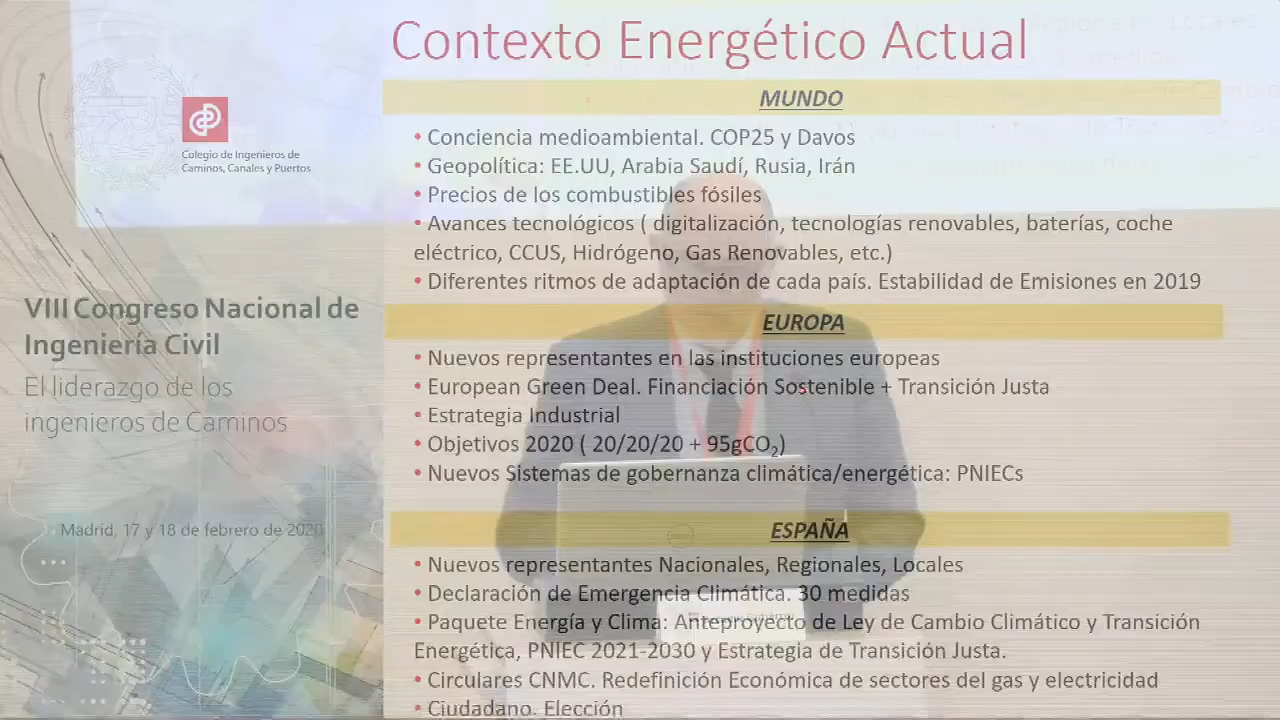 Contexto Energético Actual
MUNDO
• Conciencia medioambiental. COP25 y Davos
• Geopolítica: EE.UU, Arabia Saudí, Rusia, Irán
• Precios de los combustibles fósiles
• Avances tecnológicos ( digitalización, tecnologías renovables, baterías, coche
eléctrico, CCUS, Hidrógeno, Gas Renovables, etc.)
• Diferentes ritmos de adaptación de cada país. Estabilidad de Emisiones en 2019
EUROPA
• Nuevos representantes en las instituciones europeas
• European Green Deal. Financiación Sostenible + Transición Justa
• Estrategia Industrial
• Objetivos 2020 ( 20/20/20 + 95gCO₂)
• Nuevos Sistemas de gobernanza climática/energética: PNIECs
ESPAÑA
• Nuevos representantes Nacionales, Regionales, Locales
• Declaración de Emergencia Climática. 30 medidas
• Paquete Energía y Clima: Anteproyecto de Ley de Cambio Climático y Transición
Energética, PNIEC 2021-2030 y Estrategia de Transición Justa.
• Circulares CNMC. Redefinición Económica de sectores del gas y electricidad
• Ciudadano. Elección
Colegio de Ingenieros de
Caminos, Canales y Puertos
VIII Congreso Nacional de
Ingeniería Civil
El liderazgo de los
ingenieros de Caminos
Madrid, 17 y 18 de febrero de 2020